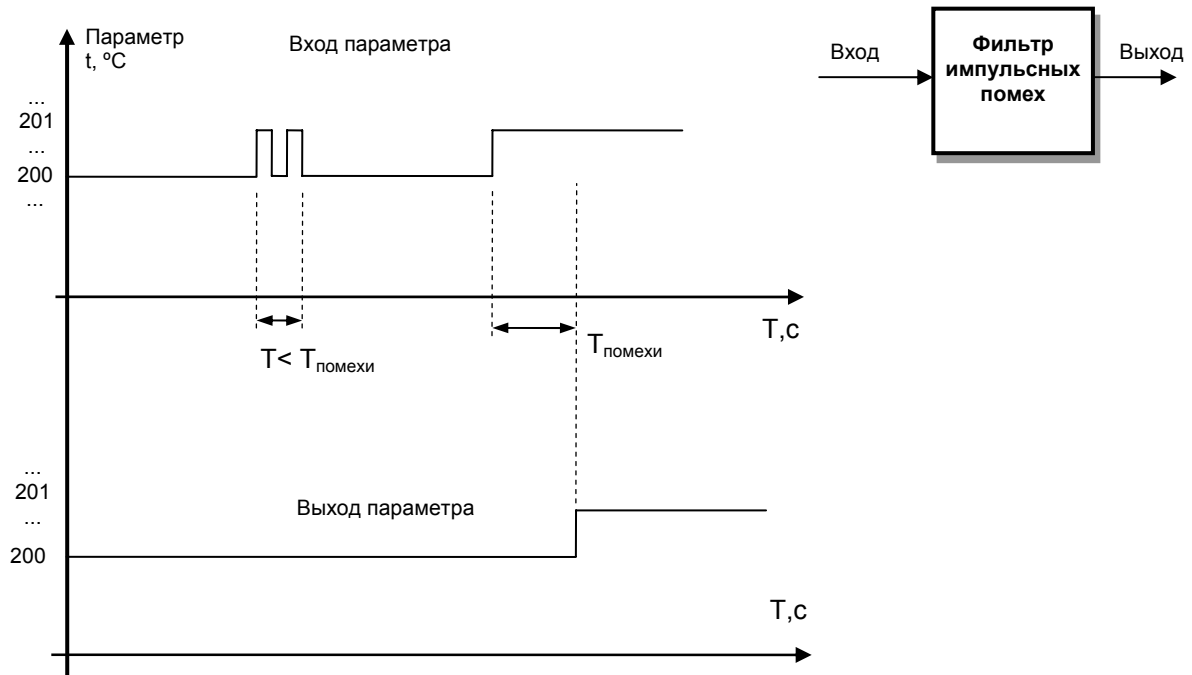 Параметр
t, ºC
Вход параметра
...
201
...
200
...
T,c
T< Tпомехи
Tпомехи
...
201
...
200
Выход параметра
T,c
Вход
Фильтр
импульсных
помех
Выход